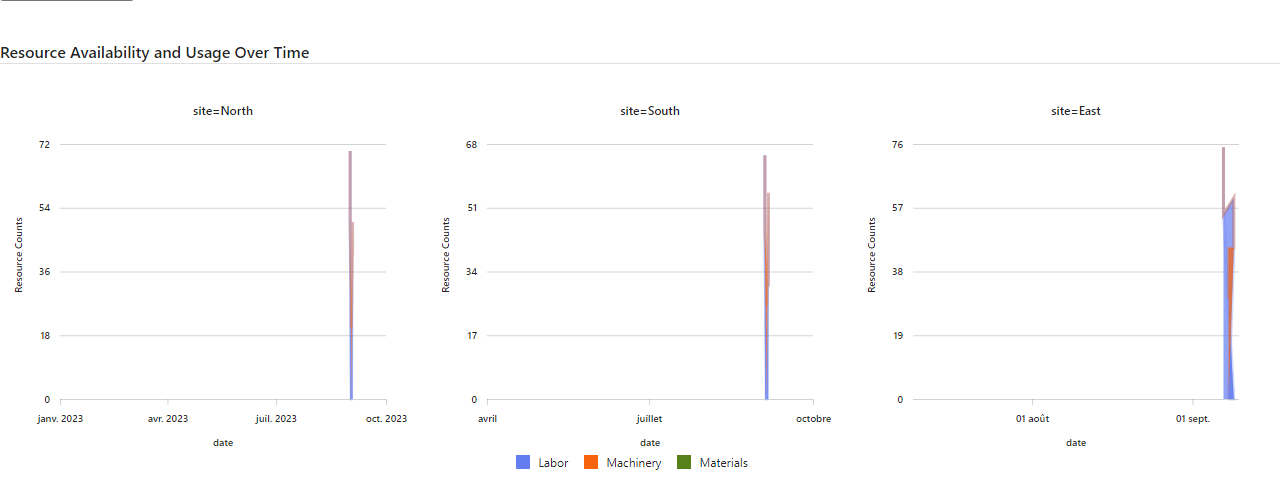 Resource Availability and Usage Over Time
site=North
site=South
site=East
72
54
36
18
0
Resource Counts
janv. 2023
avr. 2023
juil. 2023
oct. 2023
date
68
51
34
17
0
Resource Counts
avril
juillet
octobre
date
76
57
38
19
0
Resource Counts
01 août
01 sept.
date
Labor
Machinery
Materials